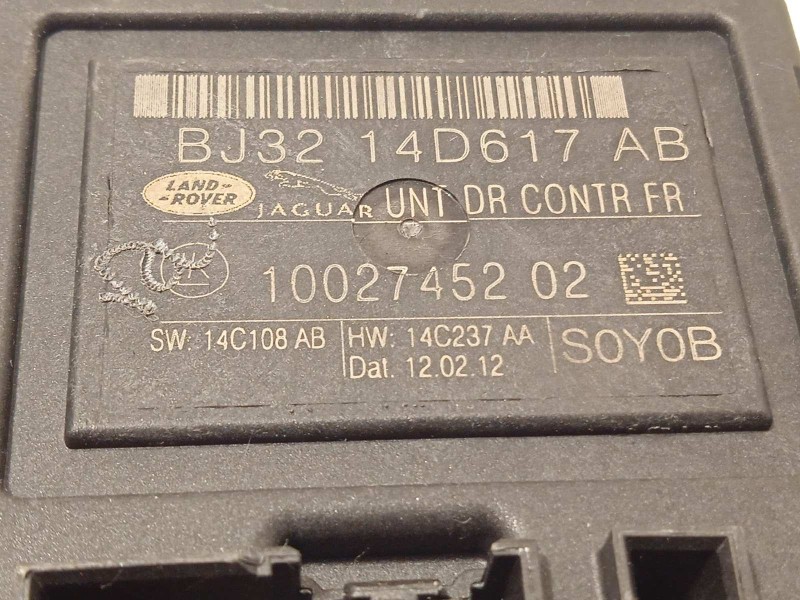 BJ32 14D617 AB
LAND-
-ROVER
JAGUAR UNT DR CONTR FR
10027452 02
SW: 14C108 AB HW: 14C237 AA S0Y0B
Dat. 12.02.12